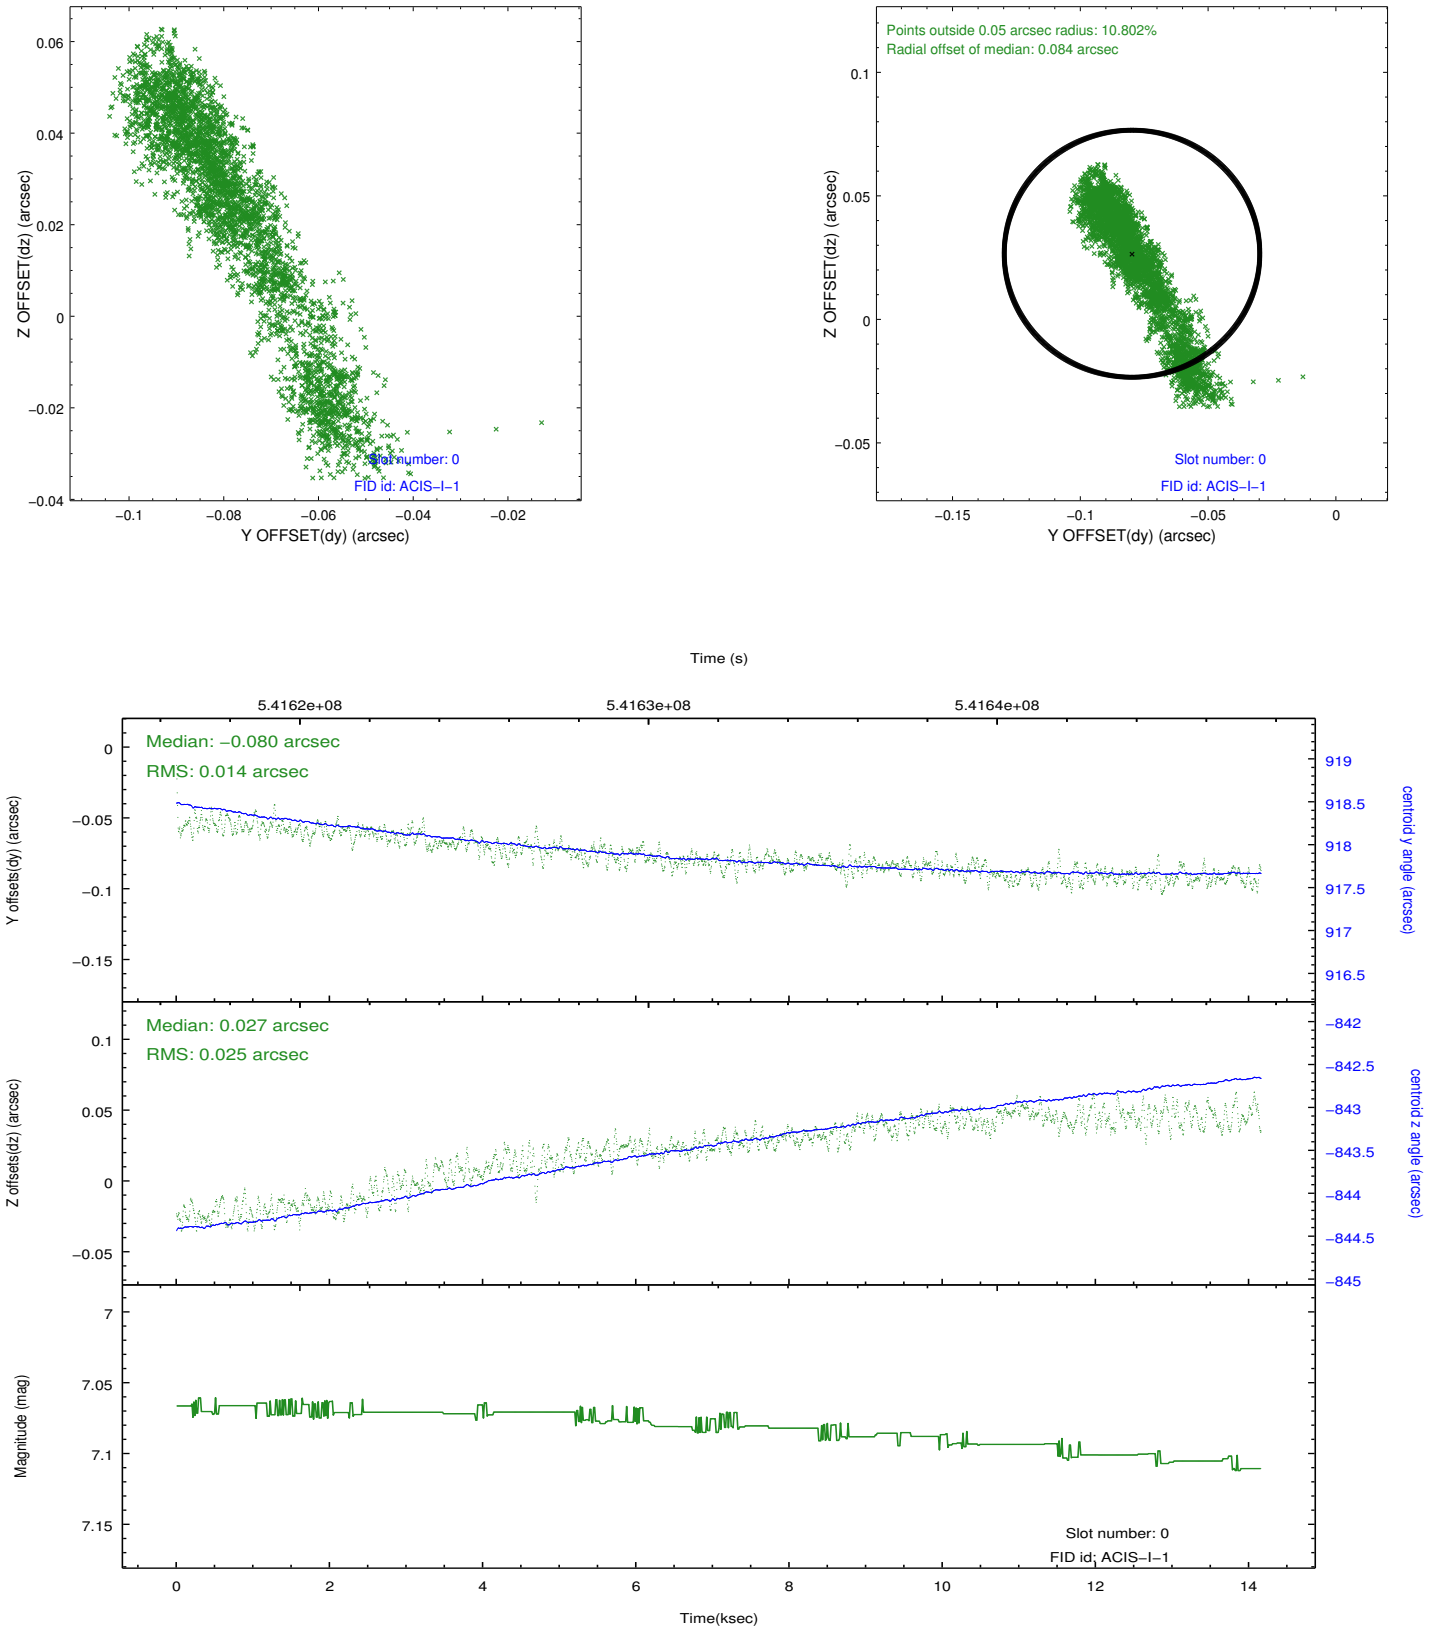 0.06
0.04
0.02
0
−0.02
−0.04
−0.1
−0.08
−0.06
−0.04
−0.02
Z OFFSET(dz) (arcsec)
Y OFFSET(dy) (arcsec)
Slot number: 0
FID id: ACIS−I−1
Points outside 0.05 arcsec radius: 10.802%
Radial offset of median: 0.084 arcsec
0.1
0.05
0
−0.05
−0.15
−0.1
−0.05
0
Z OFFSET(dz) (arcsec)
Y OFFSET(dy) (arcsec)
Slot number: 0
FID id: ACIS−I−1
Time (s)
5.4162e+08
5.4163e+08
5.4164e+08
Median: −0.080 arcsec
RMS: 0.014 arcsec
0
−0.05
−0.1
−0.15
Y offsets(dy) (arcsec)
919
918.5
918
917.5
917
916.5
centroid y angle (arcsec)
Median: 0.027 arcsec
RMS: 0.025 arcsec
0.1
0.05
0
−0.05
Z offsets(dz) (arcsec)
−842
−842.5
−843
−843.5
−844
−844.5
−845
centroid z angle (arcsec)
7
7.05
7.1
7.15
Magnitude (mag)
Slot number: 0
FID id: ACIS−I−1
0
2
4
6
8
10
12
14
Time(ksec)